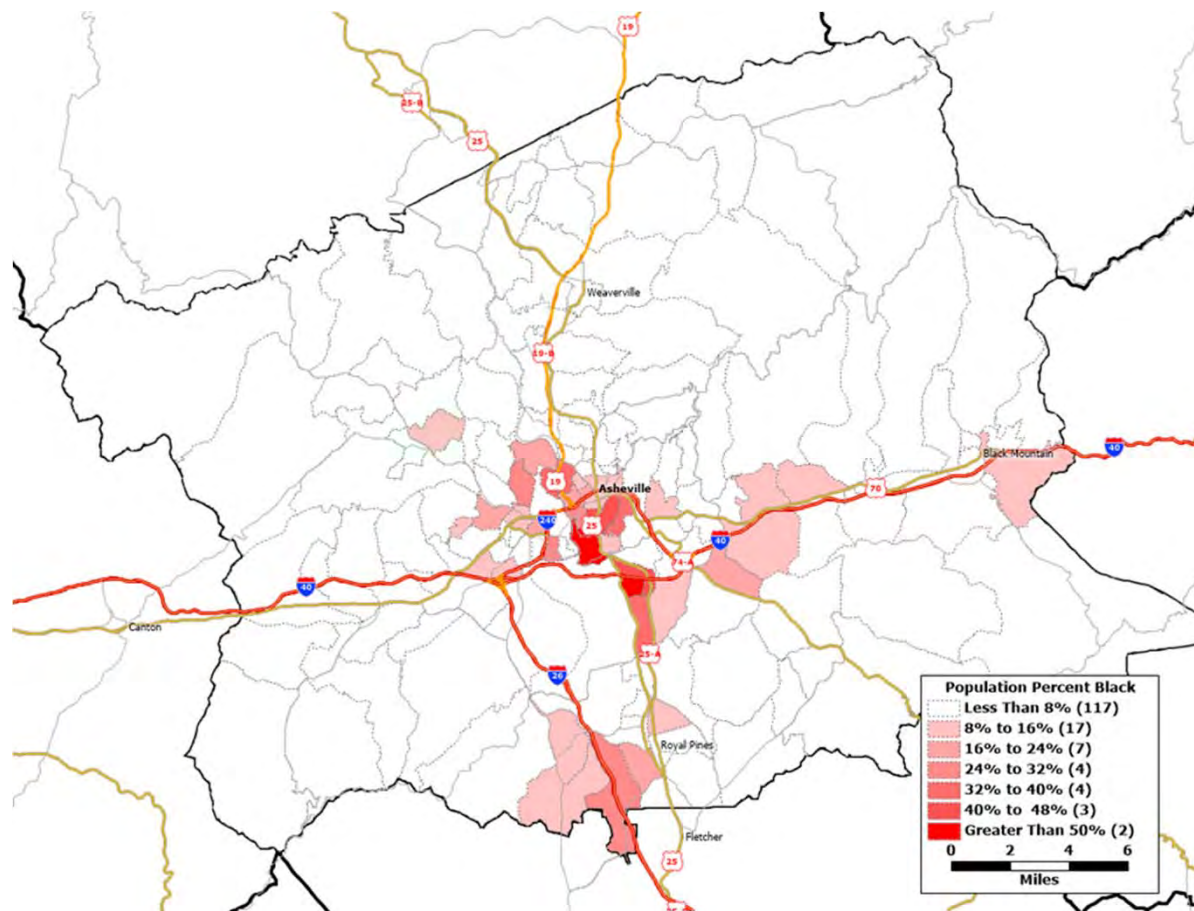 19
25-B
25
Weaverville
19-B
Black Mountain
40
70
19
Asheville
240
25
40
74-A
40
Canton
25-A
26
Royal Pines
Fletcher
25
Population Percent Black
Less Than 8% (117)
8% to 16% (17)
16% to 24% (7)
24% to 32% (4)
32% to 40% (4)
40% to 48% (3)
Greater Than 50% (2)
0 2 4 6
Miles